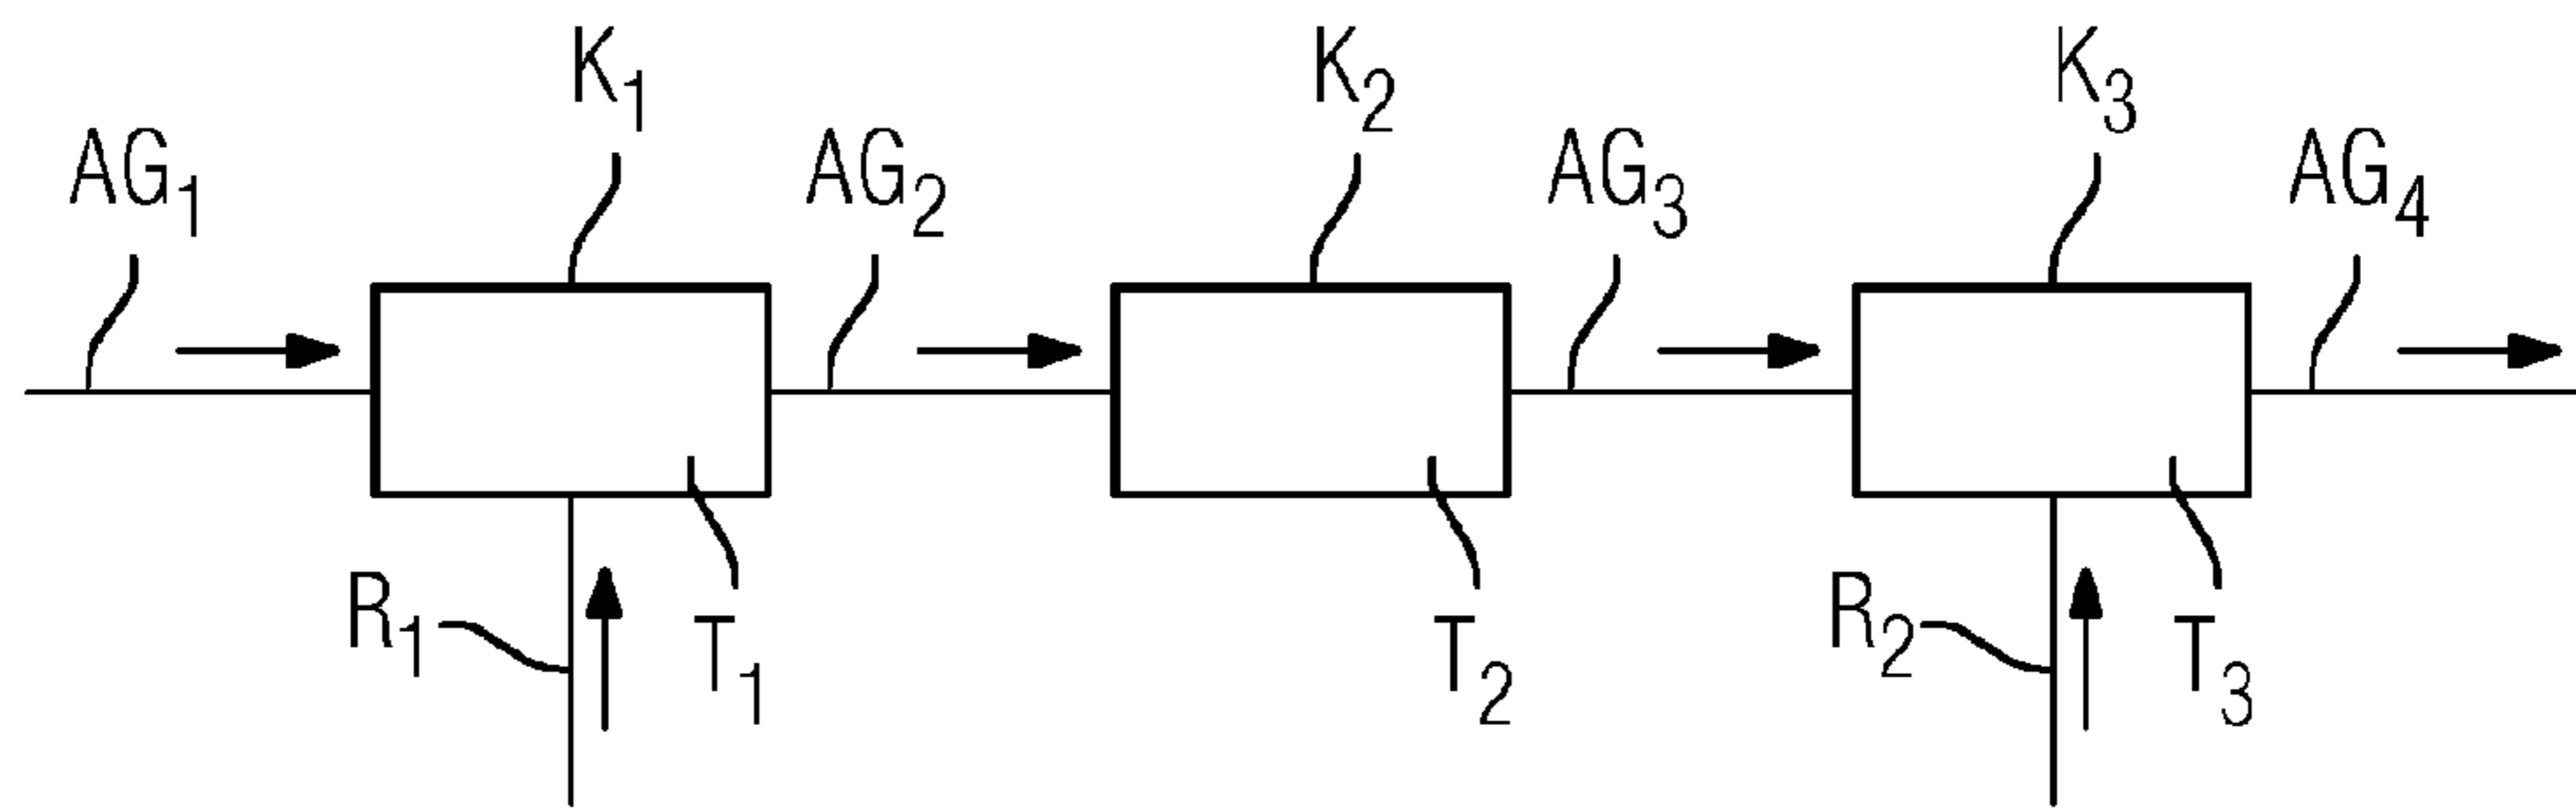 K₁ K₂ K₃
AG₁ AG₂ AG₃ AG₄
R₁ T₁ T₂ R₂ T₃